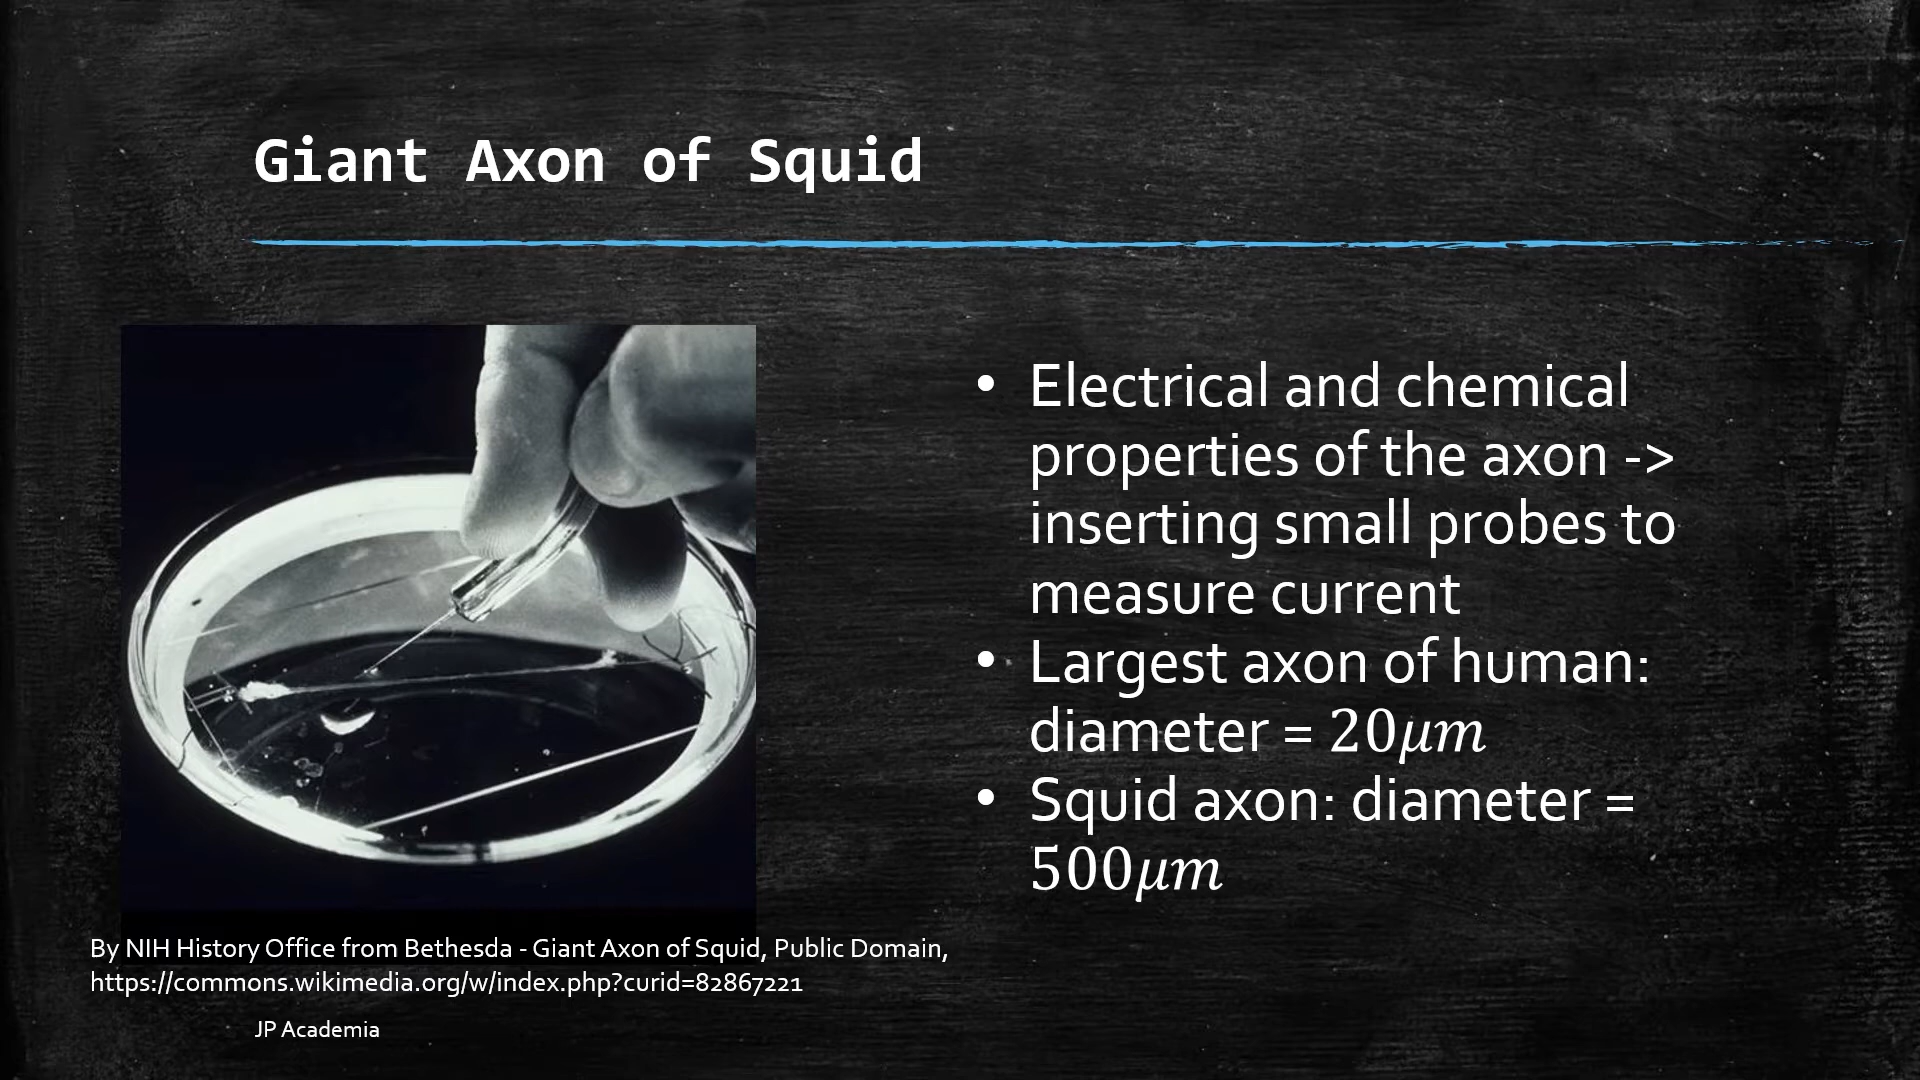 Giant Axon of Squid
• Electrical and chemical
properties of the axon ->
inserting small probes to
measure current
• Largest axon of human:
diameter = 20μm
• Squid axon: diameter =
500μm
By NIH History Office from Bethesda - Giant Axon of Squid, Public Domain,
https://commons.wikimedia.org/w/index.php?curid=82867221
JP Academia